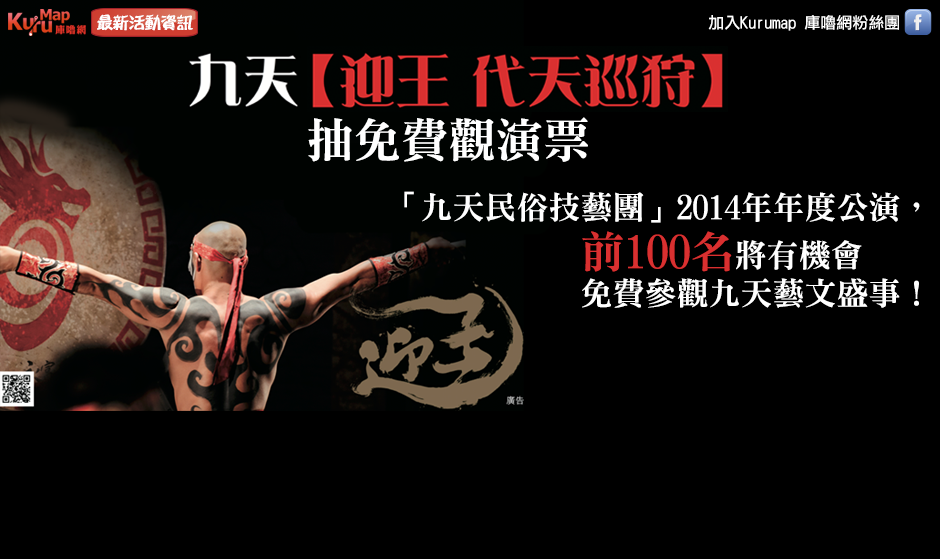 KuruMap
庫嚕網
最新活動資訊
加入Kurumap 庫嚕網粉絲團
f
九天【迎王 代天巡狩】
抽免費觀演票
「九天民俗技藝團」2014年年度公演，
前100名將有機會
免費參觀九天藝文盛事！
迎王
廣告